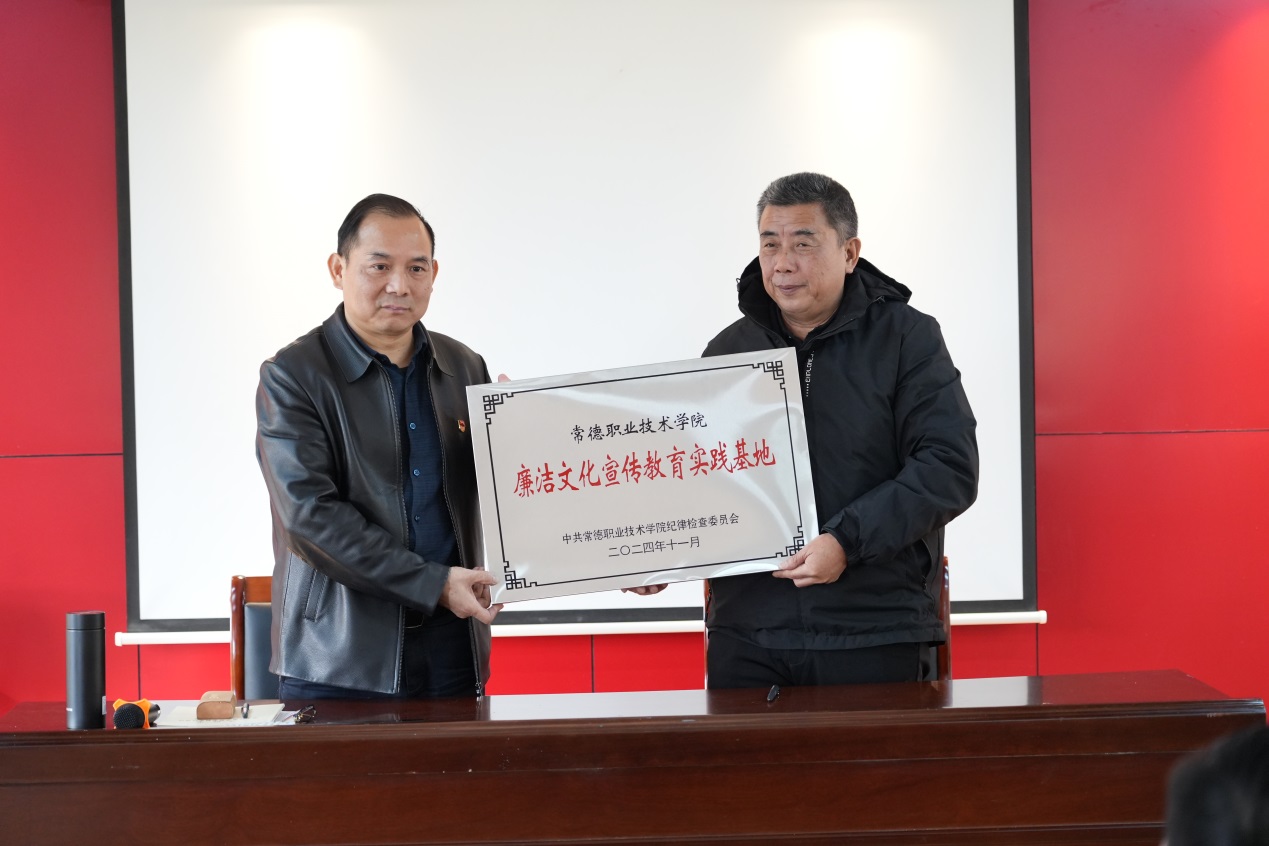 常德职业技术学院
廉洁文化宣传教育实践基地
中共常德职业技术学院纪律检查委员会
二〇二四年十一月